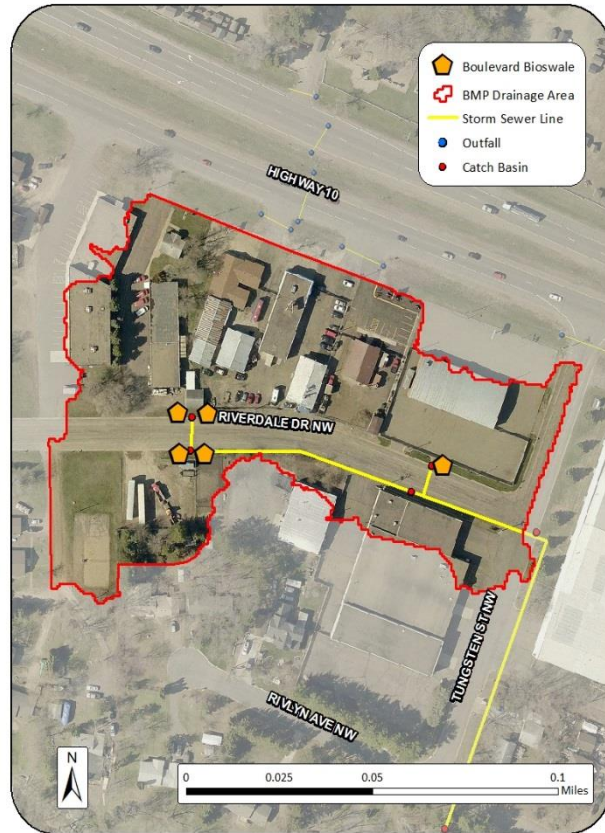 Boulevard Bioswale
BMP Drainage Area
Storm Sewer Line
Outfall
Catch Basin
HIGHWAY 10
RIVERDALE DR NW
TUNGSTEN ST NW
RIVLYN AVE NW
N
0 0.025 0.05 0.1
Miles